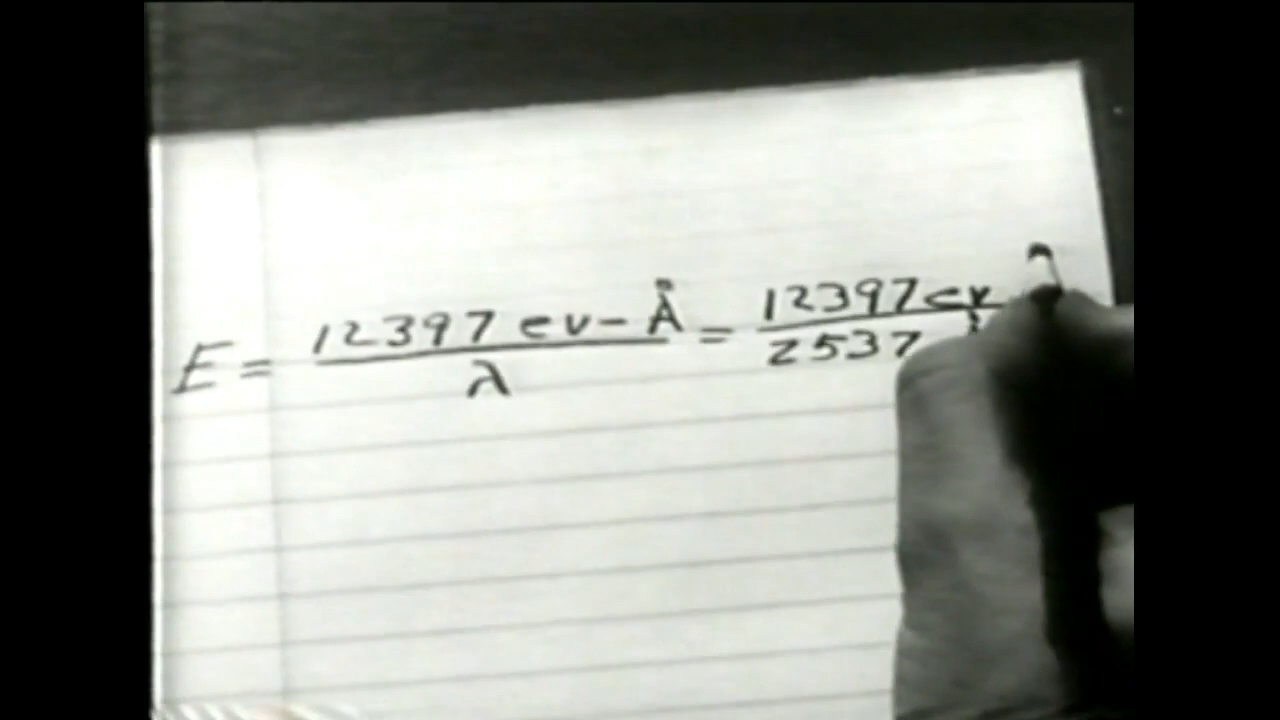 E = 12397 ev-Å / λ = 12397 ev / 2537